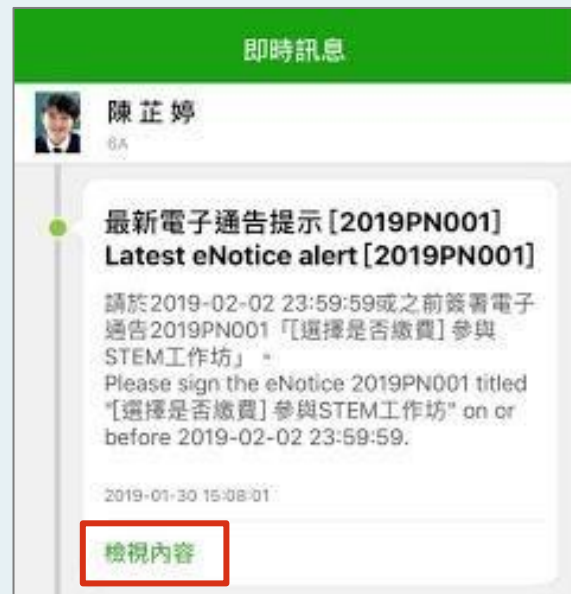 即時訊息
陳芷婷
6A
最新電子通告提示 [2019PN001]
Latest eNotice alert [2019PN001]
請於2019-02-02 23:59:59或之前簽署電子
通告2019PN001「[選擇是否繳費] 參與
STEM工作坊」。
Please sign the eNotice 2019PN001 titled
"[選擇是否繳費] 參與STEM工作坊" on or
before 2019-02-02 23:59:59.
2019-01-30 15:08:01
檢視內容